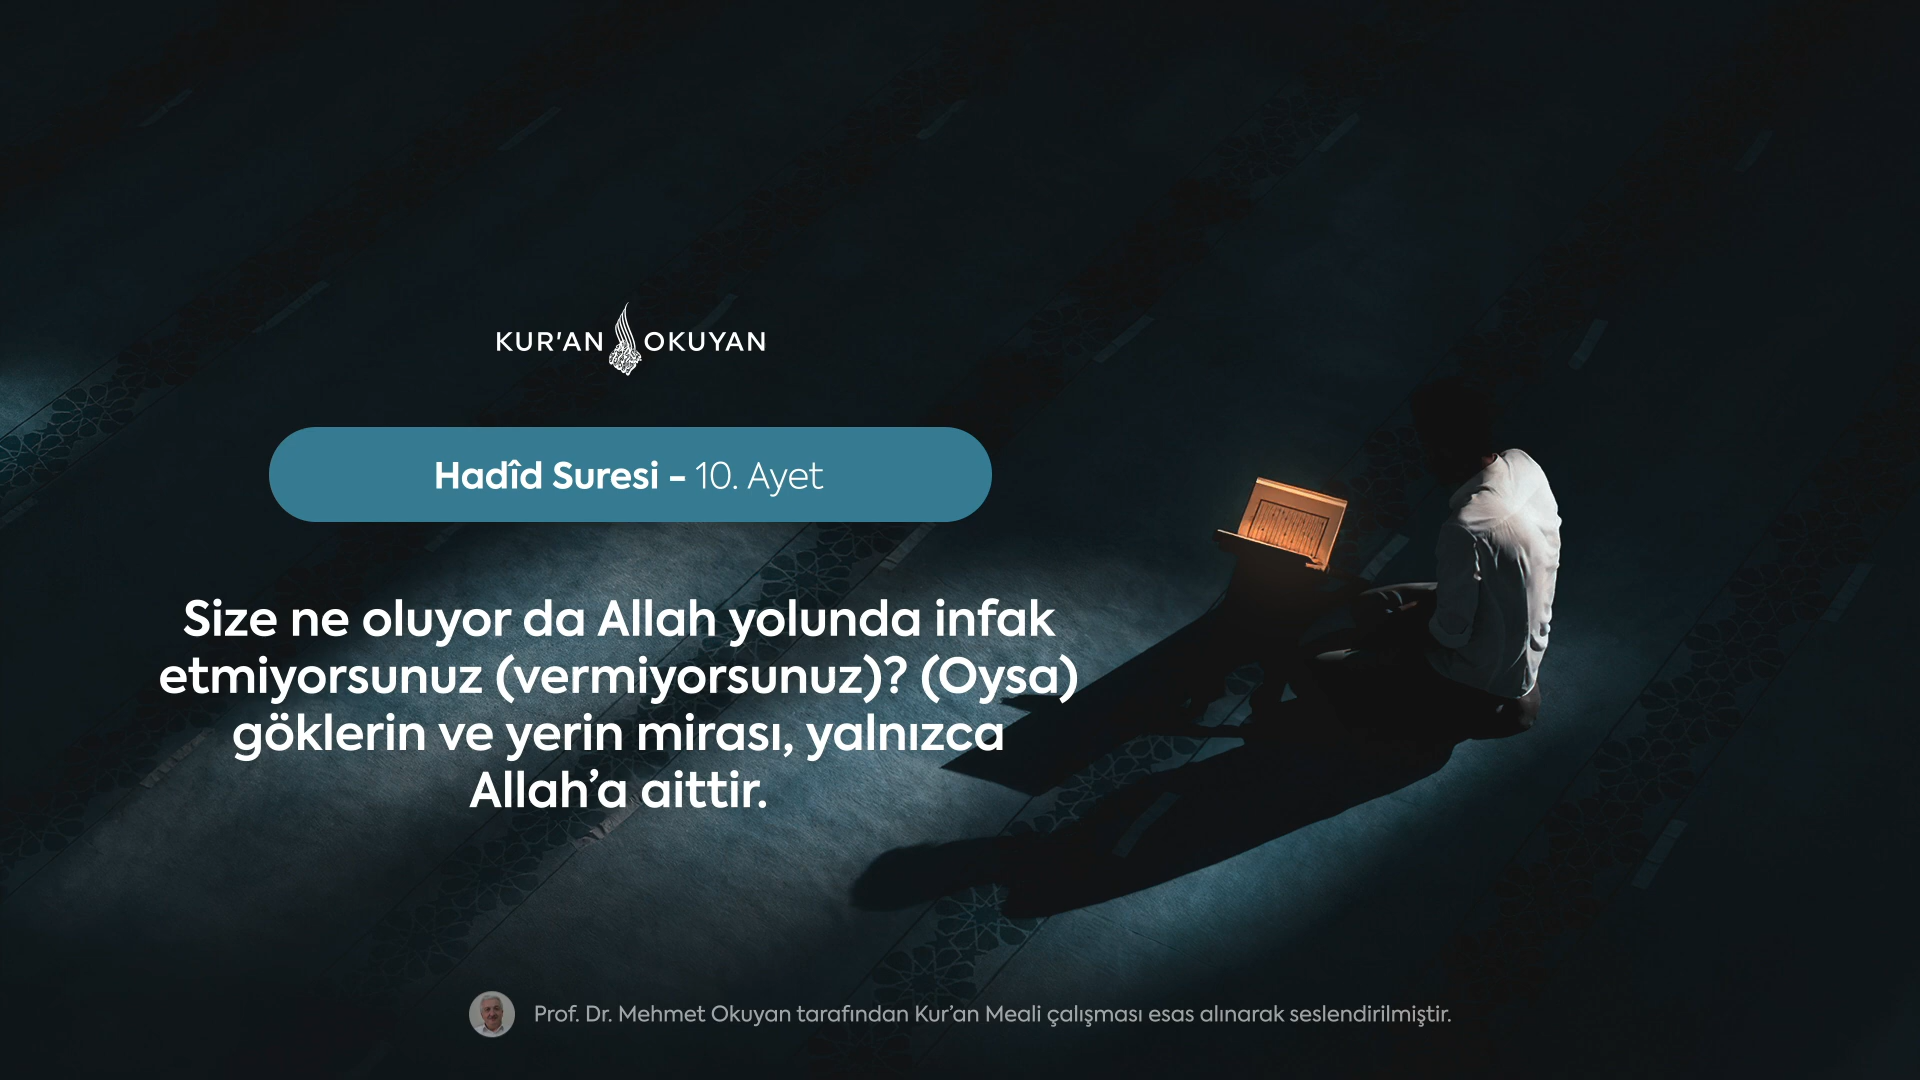 KUR'AN OKUYAN
Hadîd Suresi - 10. Ayet
Size ne oluyor da Allah yolunda infak
etmiyorsunuz (vermiyorsunuz)? (Oysa)
göklerin ve yerin mirası, yalnızca
Allah’a aittir.
Prof. Dr. Mehmet Okuyan tarafından Kur’an Meali çalışması esas alınarak seslendirilmiştir.